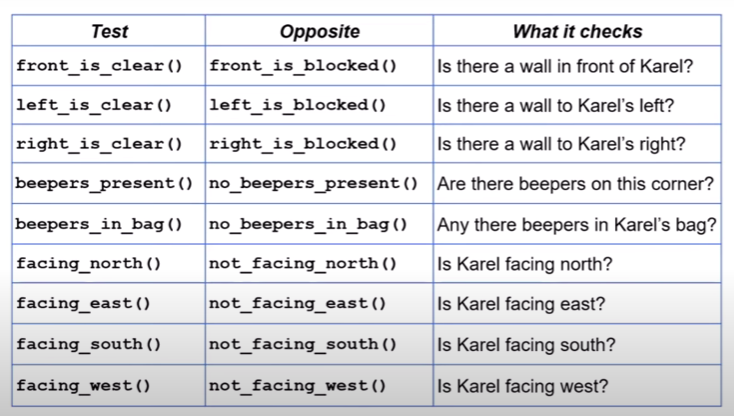 Test Opposite What it checks
front_is_clear() front_is_blocked() Is there a wall in front of Karel?
left_is_clear() left_is_blocked() Is there a wall to Karel's left?
right_is_clear() right_is_blocked() Is there a wall to Karel's right?
beepers_present() no_beepers_present() Are there beepers on this corner?
beepers_in_bag() no_beepers_in_bag() Any there beepers in Karel's bag?
facing_north() not_facing_north() Is Karel facing north?
facing_east() not_facing_east() Is Karel facing east?
facing_south() not_facing_south() Is Karel facing south?
facing_west() not_facing_west() Is Karel facing west?